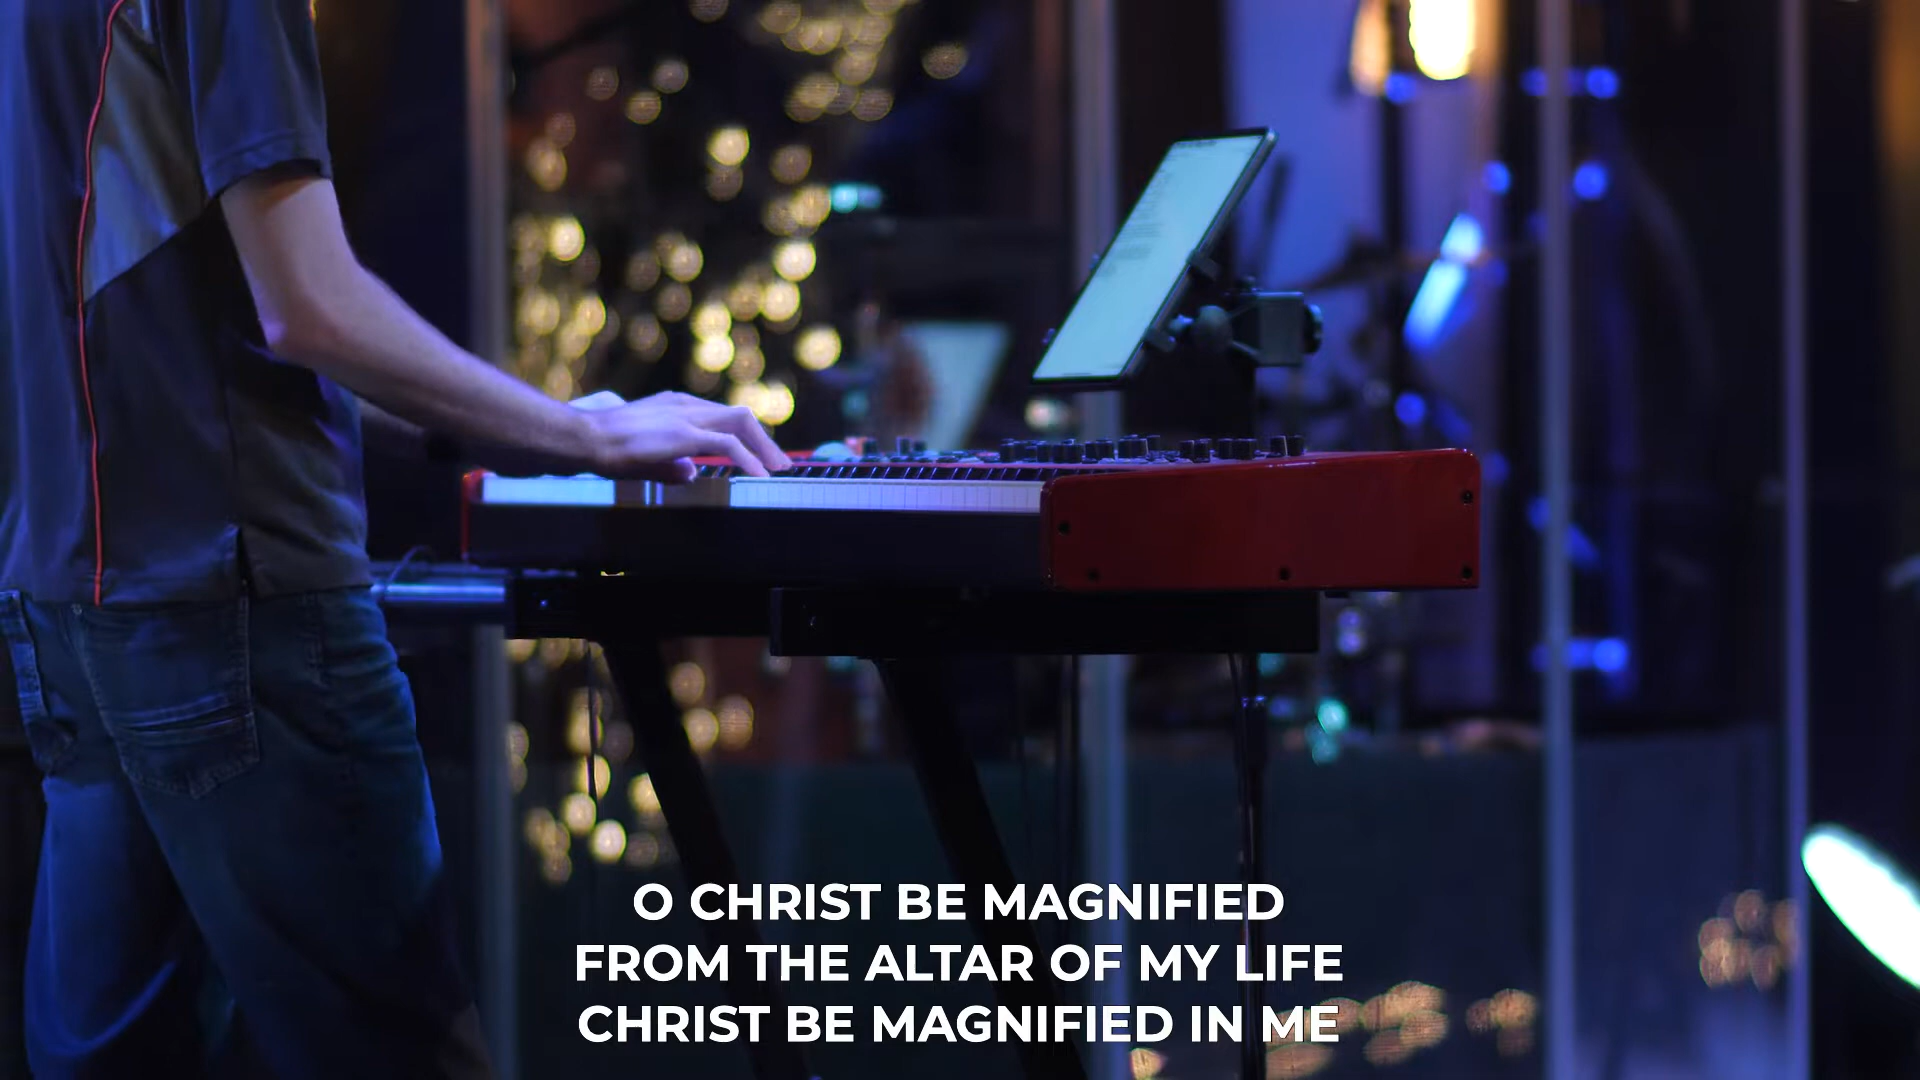 O CHRIST BE MAGNIFIED
FROM THE ALTAR OF MY LIFE
CHRIST BE MAGNIFIED IN ME